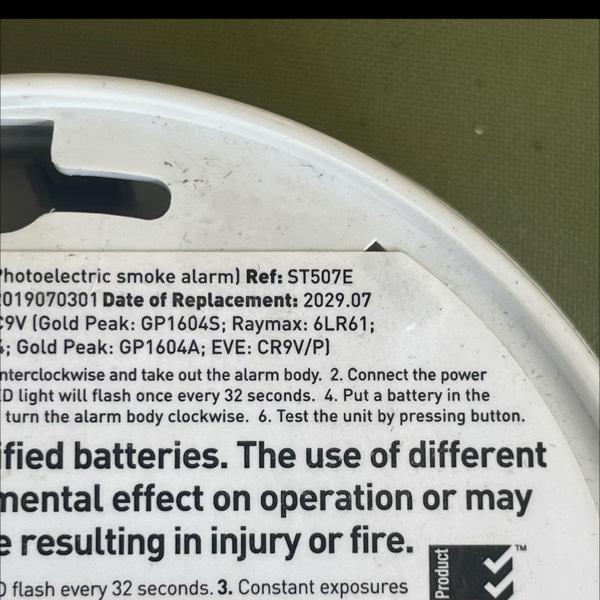 Photoelectric smoke alarm) Ref: ST507E
2019070301 Date of Replacement: 2029.07
9V (Gold Peak: GP1604S; Raymax: 6LR61;
; Gold Peak: GP1604A; EVE: CR9V/P)
nterclockwise and take out the alarm body. 2. Connect the power
D light will flash once every 32 seconds. 4. Put a battery in the
turn the alarm body clockwise. 6. Test the unit by pressing button.
ified batteries. The use of different
mental effect on operation or may
e resulting in injury or fire.
D flash every 32 seconds. 3. Constant exposures
Product
™